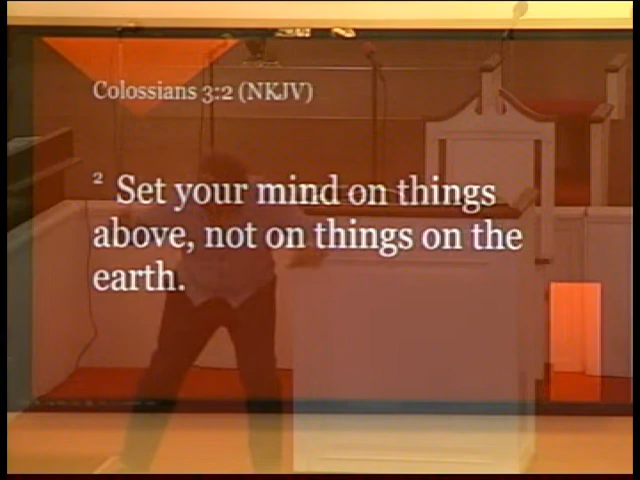 Colossians 3:2 (NKJV)
2 Set your mind on things
above, not on things on the
earth.